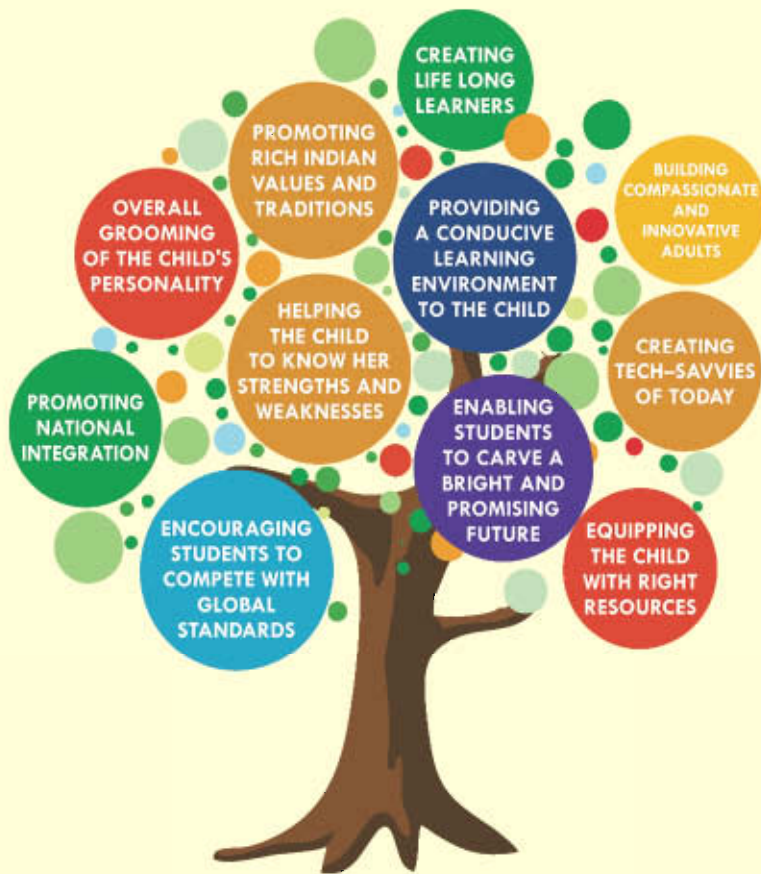 CREATING
LIFE LONG
LEARNERS
PROMOTING
RICH INDIAN
VALUES AND
TRADITIONS
BUILDING
COMPASSIONATE
AND
INNOVATIVE
ADULTS
OVERALL
GROOMING
OF THE CHILD'S
PERSONALITY
PROVIDING
A CONDUCIVE
LEARNING
ENVIRONMENT
TO THE CHILD
HELPING
THE CHILD
TO KNOW HER
STRENGTHS AND
WEAKNESSES
CREATING
TECH–SAVVIES
OF TODAY
PROMOTING
NATIONAL
INTEGRATION
ENABLING
STUDENTS
TO CARVE A
BRIGHT AND
PROMISING
FUTURE
ENCOURAGING
STUDENTS TO
COMPETE WITH
GLOBAL
STANDARDS
EQUIPPING
THE CHILD
WITH RIGHT
RESOURCES